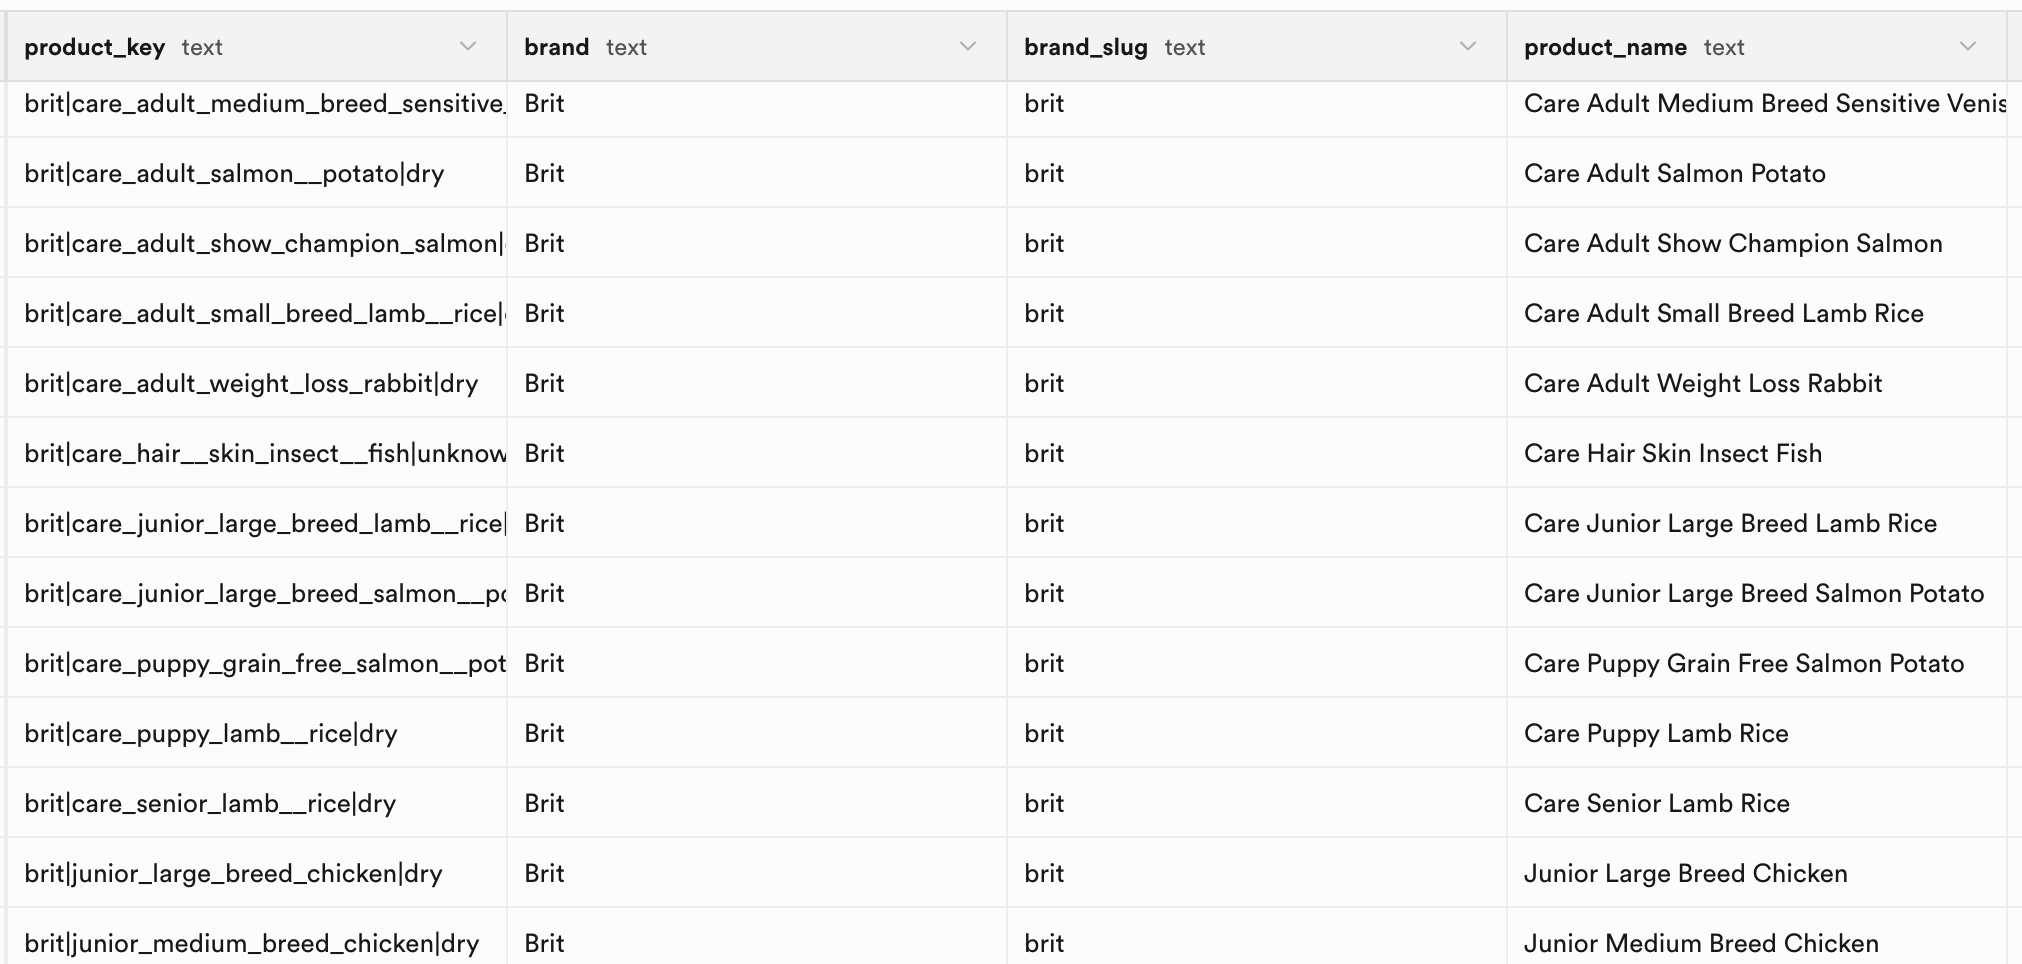 product_key text brand text brand_slug text product_name text
brit|care_adult_medium_breed_sensitive_ Brit brit Care Adult Medium Breed Sensitive Venis
brit|care_adult_salmon__potato|dry Brit brit Care Adult Salmon Potato
brit|care_adult_show_champion_salmon| Brit brit Care Adult Show Champion Salmon
brit|care_adult_small_breed_lamb__rice| Brit brit Care Adult Small Breed Lamb Rice
brit|care_adult_weight_loss_rabbit|dry Brit brit Care Adult Weight Loss Rabbit
brit|care_hair__skin_insect__fish|unknow Brit brit Care Hair Skin Insect Fish
brit|care_junior_large_breed_lamb__rice| Brit brit Care Junior Large Breed Lamb Rice
brit|care_junior_large_breed_salmon__po Brit brit Care Junior Large Breed Salmon Potato
brit|care_puppy_grain_free_salmon__pot Brit brit Care Puppy Grain Free Salmon Potato
brit|care_puppy_lamb__rice|dry Brit brit Care Puppy Lamb Rice
brit|care_senior_lamb__rice|dry Brit brit Care Senior Lamb Rice
brit|junior_large_breed_chicken|dry Brit brit Junior Large Breed Chicken
brit|junior_medium_breed_chicken|dry Brit brit Junior Medium Breed Chicken